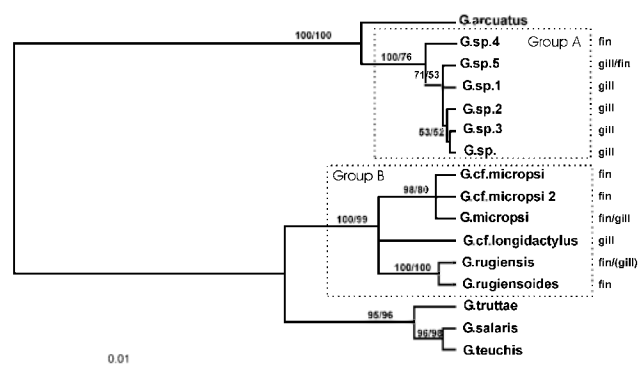 G.arcuatus
100/100
G.sp.4 Group A fin
100/76
G.sp.5 gill/fin
71/53
G.sp.1 gill
G.sp.2 gill
53/52
G.sp.3 gill
G.sp. gill
Group B G.cf.micropsi fin
98/80
G.cf.micropsi 2 fin
G.micropsi fin/gill
100/99
G.cf.longidactylus gill
G.rugiensis fin/(gill)
100/100
G.rugiensoides fin
G.truttae
95/96
G.salaris
96/98
G.teuchis
0.01